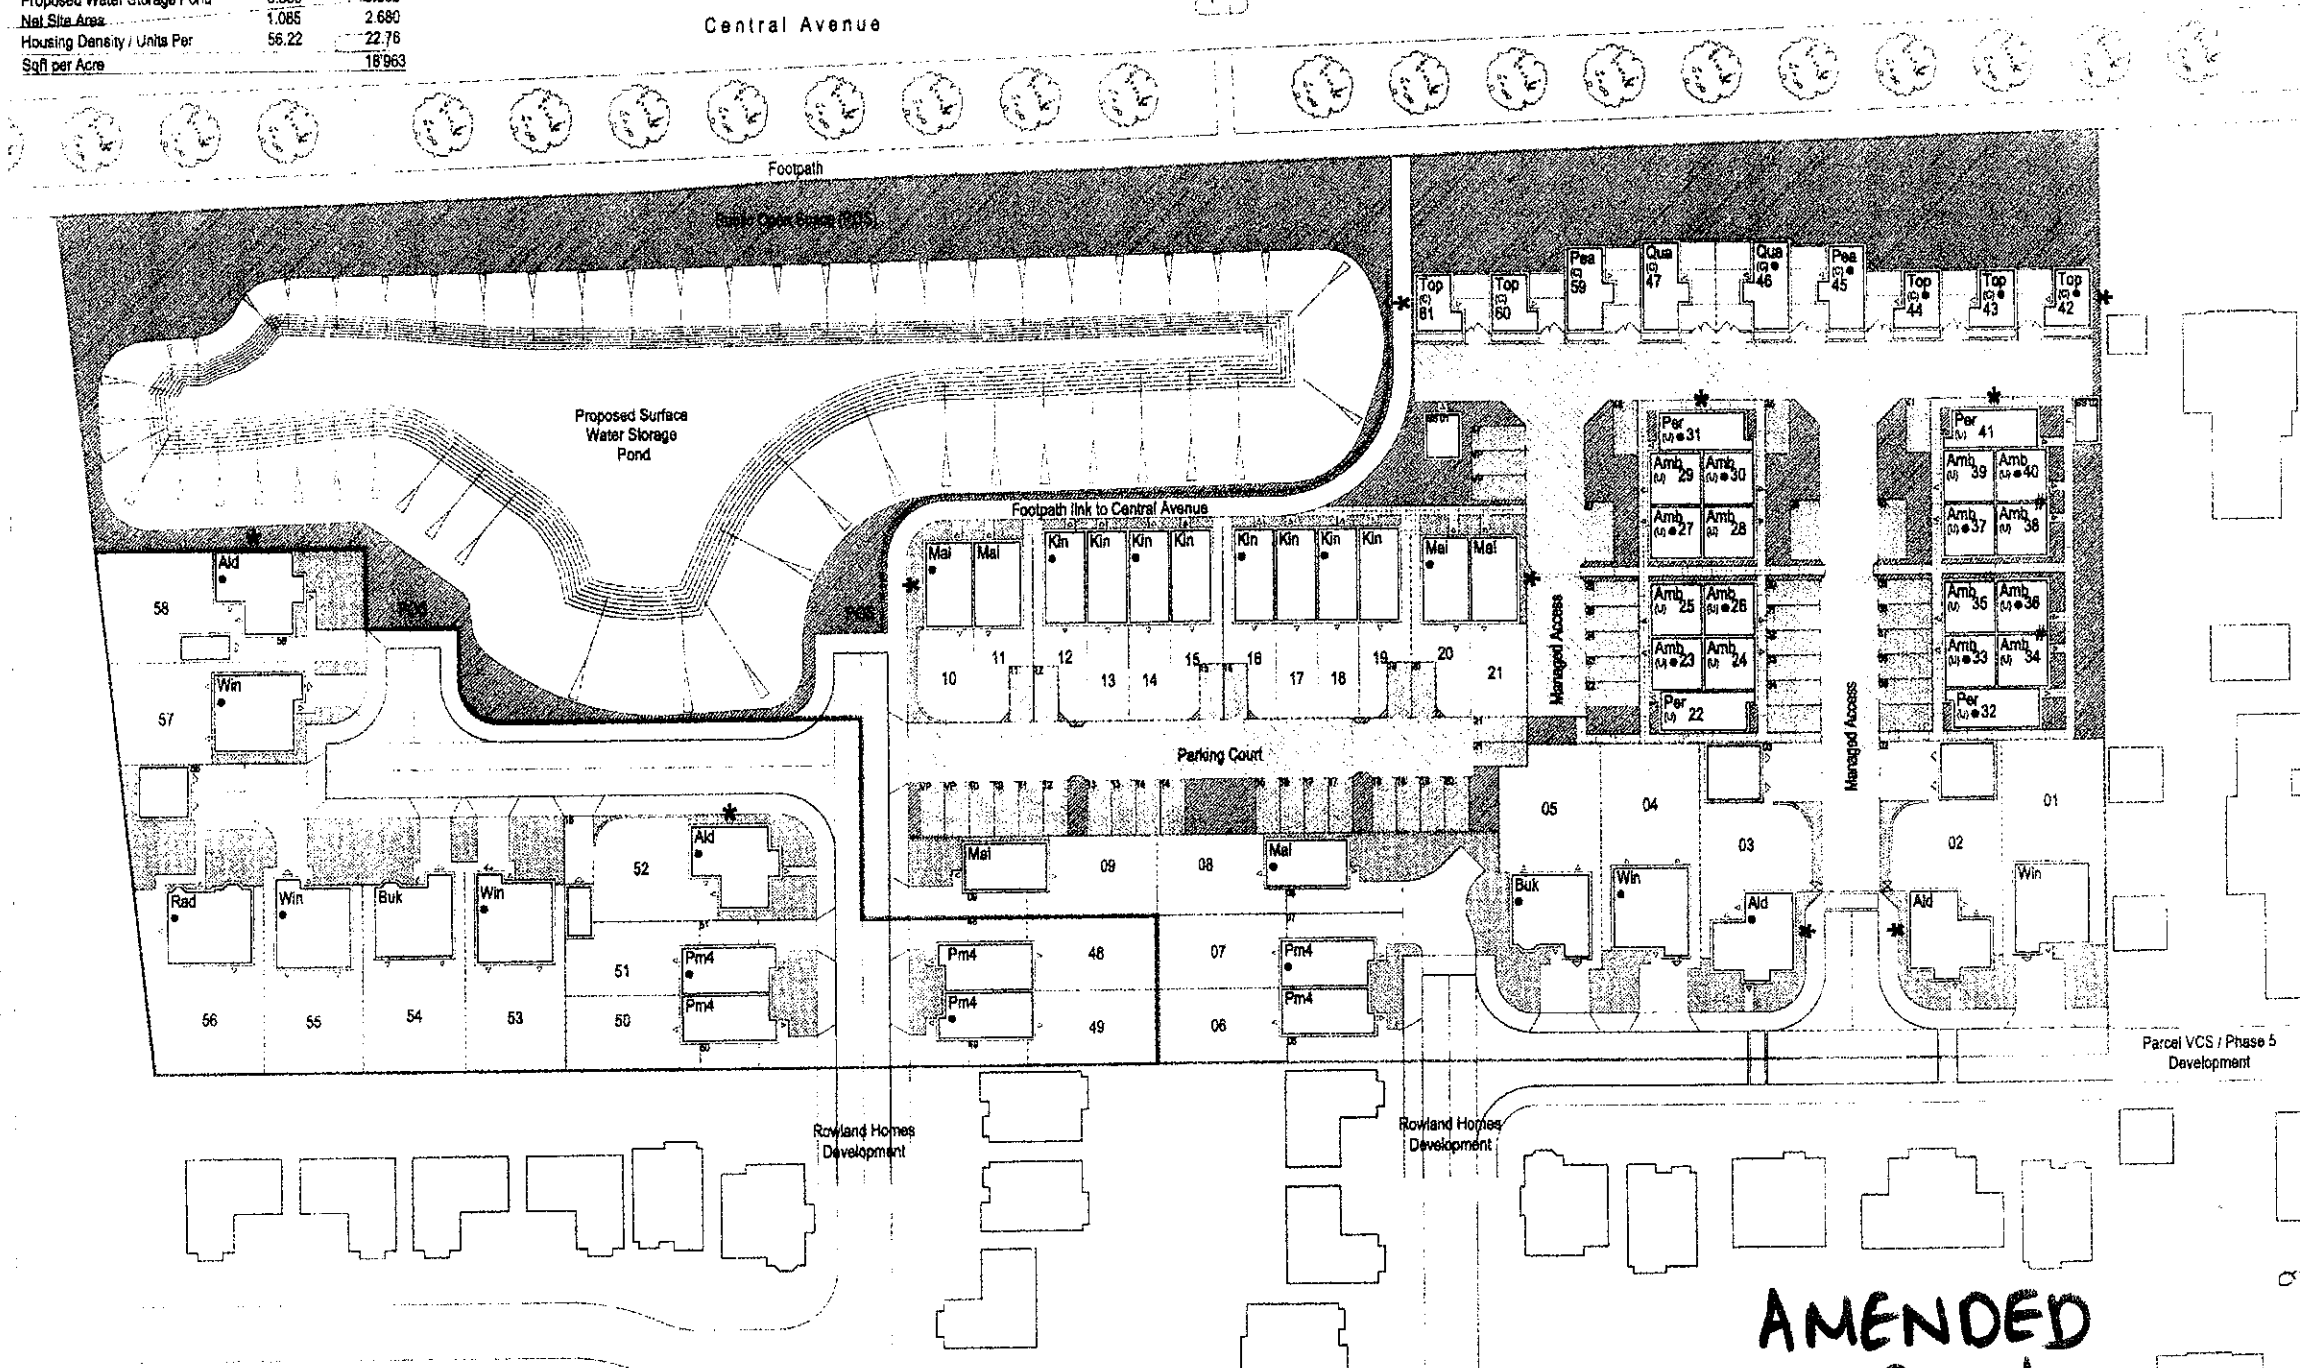 Net Site Area 1.085 2.680
Housing Density / Units Per 56.22 22.76
Sqft per Acre 18'963
Central Avenue
Footpath
Public Open Space (POS)
Proposed Surface
Water Storage
Pond
Footpath link to Central Avenue
Top (C) 61
Top (C) 60
Pea (C) 59
Qua (C) 47
Qua (C) 46
Pea (C) 45
Top (C) 44
Top (C) 43
Top (C) 42
Per (U) 31
Amb (U) 29
Amb (U) 30
Amb (U) 27
Amb (U) 28
Amb (U) 25
Amb (U) 26
Amb (U) 23
Amb (U) 24
Per (U) 22
Per (U) 41
Amb (U) 39
Amb (U) 40
Amb (U) 37
Amb (U) 38
Amb (U) 35
Amb (U) 36
Amb (U) 33
Amb (U) 34
Per (U) 32
Managed Access
Managed Access
Mai Mai Kin Kin Kin Kin Kin Kin Kin Kin Mai Mai
10 11 12 13 14 15 16 17 18 19 20 21
Parking Court
POS
POS
Ald
58
Win
57
Ald
52
Rad Win Buk Win
56 55 54 53
Pm4
51
Pm4
50
Mai
09
08
Mai
Pm4
48
Pm4
49
07
Pm4
06
Pm4
05 04 03 02 01
Buk Win Ald Ald Win
Parcel VCS / Phase 5
Development
Rowland Homes
Development
Rowland Homes
Development
AMENDED